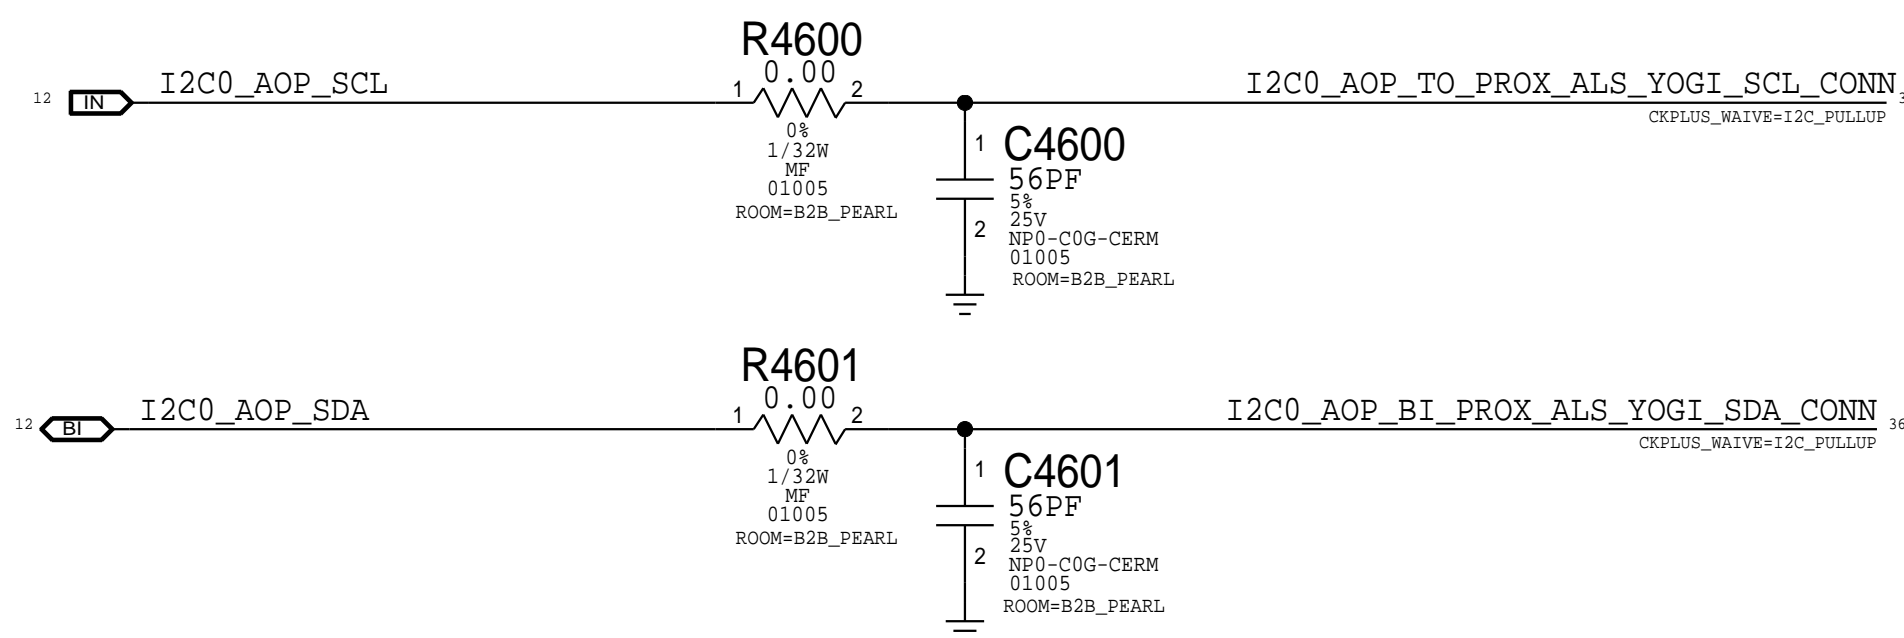 R4600
12 IN I2C0_AOP_SCL 1 0.00 2 I2C0_AOP_TO_PROX_ALS_YOGI_SCL_CONN
0%
1/32W
MF
01005
ROOM=B2B_PEARL
CKPLUS_WAIVE=I2C_PULLUP
1 C4600
56PF
5%
25V
2
NP0-C0G-CERM
01005
ROOM=B2B_PEARL
R4601
12 BI I2C0_AOP_SDA 1 0.00 2 I2C0_AOP_BI_PROX_ALS_YOGI_SDA_CONN 36
0%
1/32W
MF
01005
ROOM=B2B_PEARL
CKPLUS_WAIVE=I2C_PULLUP
1 C4601
56PF
5%
25V
2
NP0-C0G-CERM
01005
ROOM=B2B_PEARL